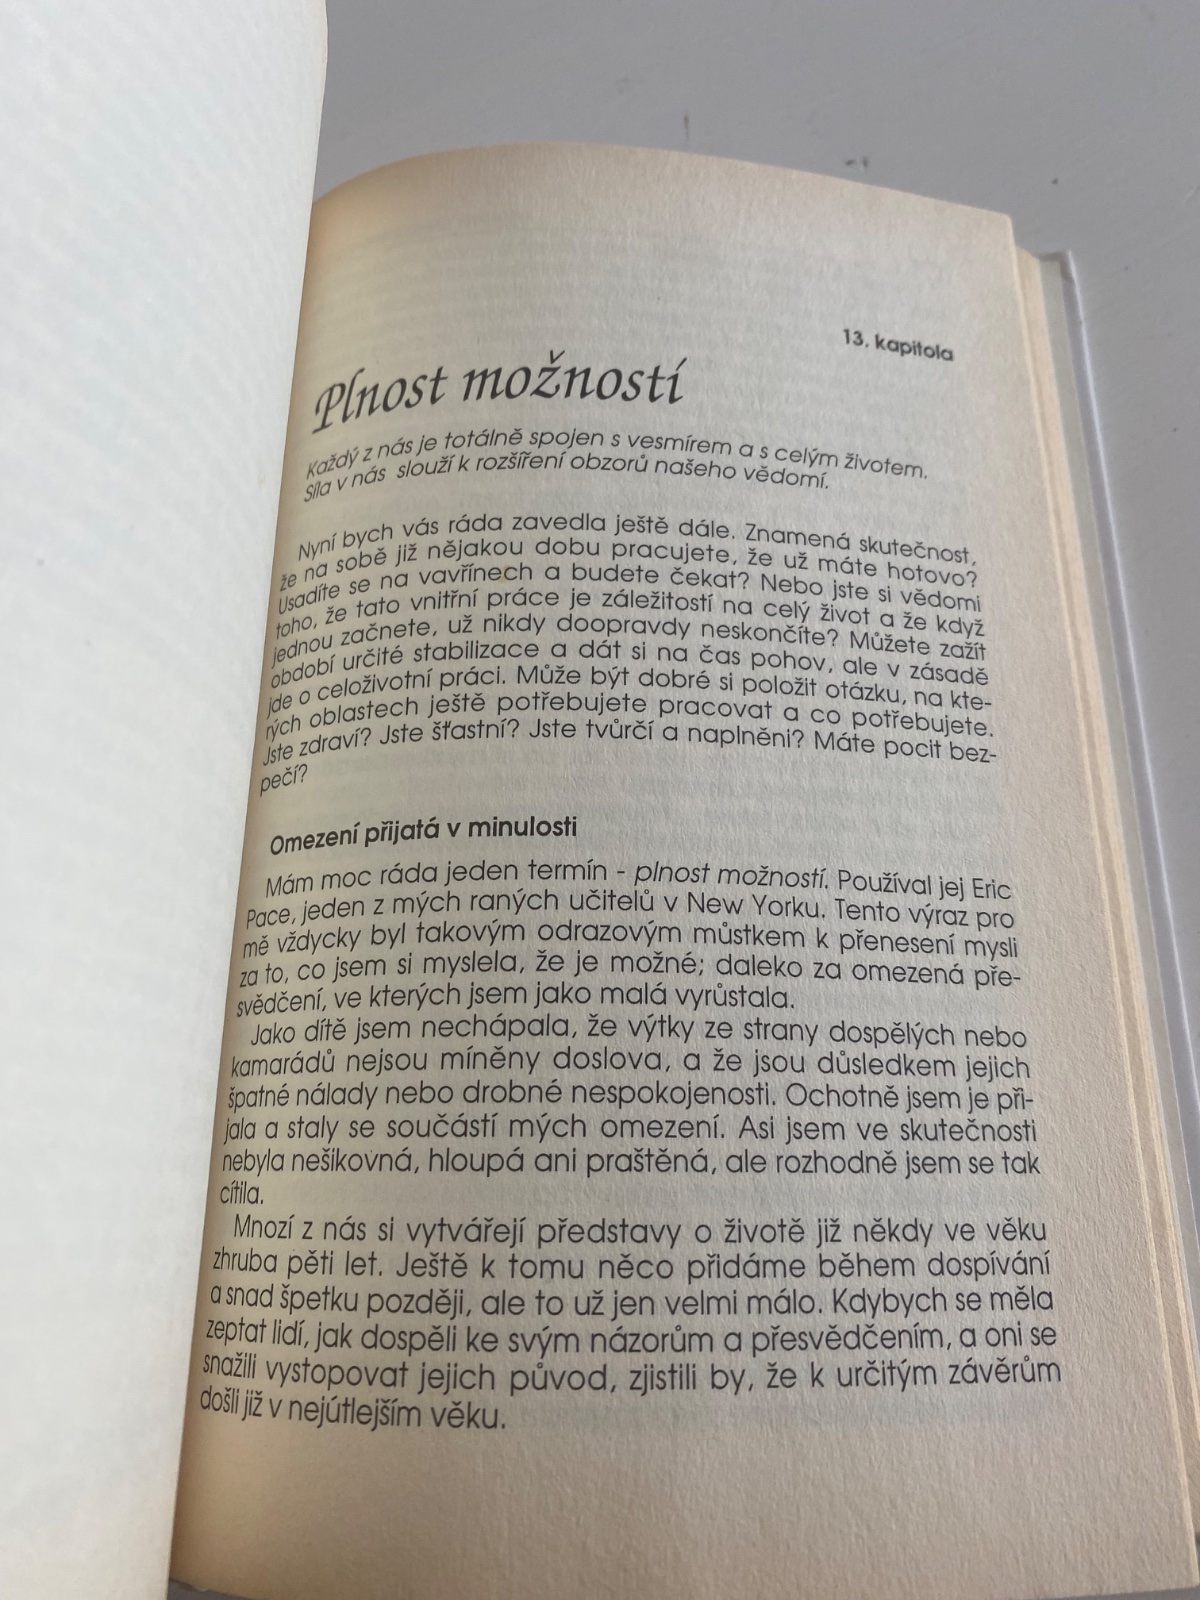 13. kapitola
Plnost možností
Každý z nás je totálně spojen s vesmírem a s celým životem.
Síla v nás slouží k rozšíření obzorů našeho vědomí.
Nyní bych vás ráda zavedla ještě dále. Znamená skutečnost,
že na sobě již nějakou dobu pracujete, že už máte hotovo?
Usadíte se na vavřínech a budete čekat? Nebo jste si vědomi
toho, že tato vnitřní práce je záležitostí na celý život a že když
jednou začnete, už nikdy doopravdy neskončíte? Můžete zažít
období určité stabilizace a dát si na čas pohov, ale v zásadě
jde o celoživotní práci. Může být dobré si položit otázku, na kte-
rých oblastech ještě potřebujete pracovat a co potřebujete.
Jste zdraví? Jste šťastní? Jste tvůrčí a naplněni? Máte pocit bez-
pečí?
Omezení přijatá v minulosti
Mám moc ráda jeden termín - plnost možností. Používal jej Eric
Pace, jeden z mých raných učitelů v New Yorku. Tento výraz pro
mě vždycky byl takovým odrazovým můstkem k přenesení mysli
za to, co jsem si myslela, že je možné; daleko za omezená pře-
svědčení, ve kterých jsem jako malá vyrůstala.
Jako dítě jsem nechápala, že výtky ze strany dospělých nebo
kamarádů nejsou míněny doslova, a že jsou důsledkem jejich
špatné nálady nebo drobné nespokojenosti. Ochotně jsem je při-
jala a staly se součástí mých omezení. Asi jsem ve skutečnosti
nebyla nešikovná, hloupá ani praštěná, ale rozhodně jsem se tak
cítila.
Mnozí z nás si vytvářejí představy o životě již někdy ve věku
zhruba pěti let. Ještě k tomu něco přidáme během dospívání
a snad špetku později, ale to už jen velmi málo. Kdybych se měla
zeptat lidí, jak dospěli ke svým názorům a přesvědčením, a oni se
snažili vystopovat jejich původ, zjistili by, že k určitým závěrům
došli již v nejútlejším věku.